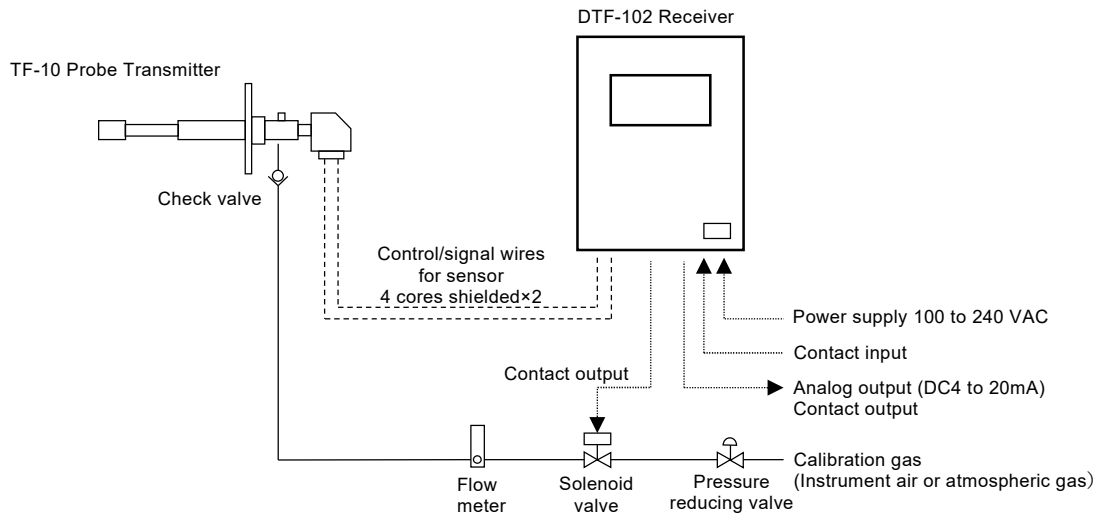 DTF-102 Receiver
TF-10 Probe Transmitter
Check valve
Control/signal wires
for sensor
4 cores shielded×2
Power supply 100 to 240 VAC
Contact input
Contact output
Analog output (DC4 to 20mA)
Contact output
Calibration gas
(Instrument air or atmospheric gas）
Flow
meter
Solenoid
valve
Pressure
reducing valve